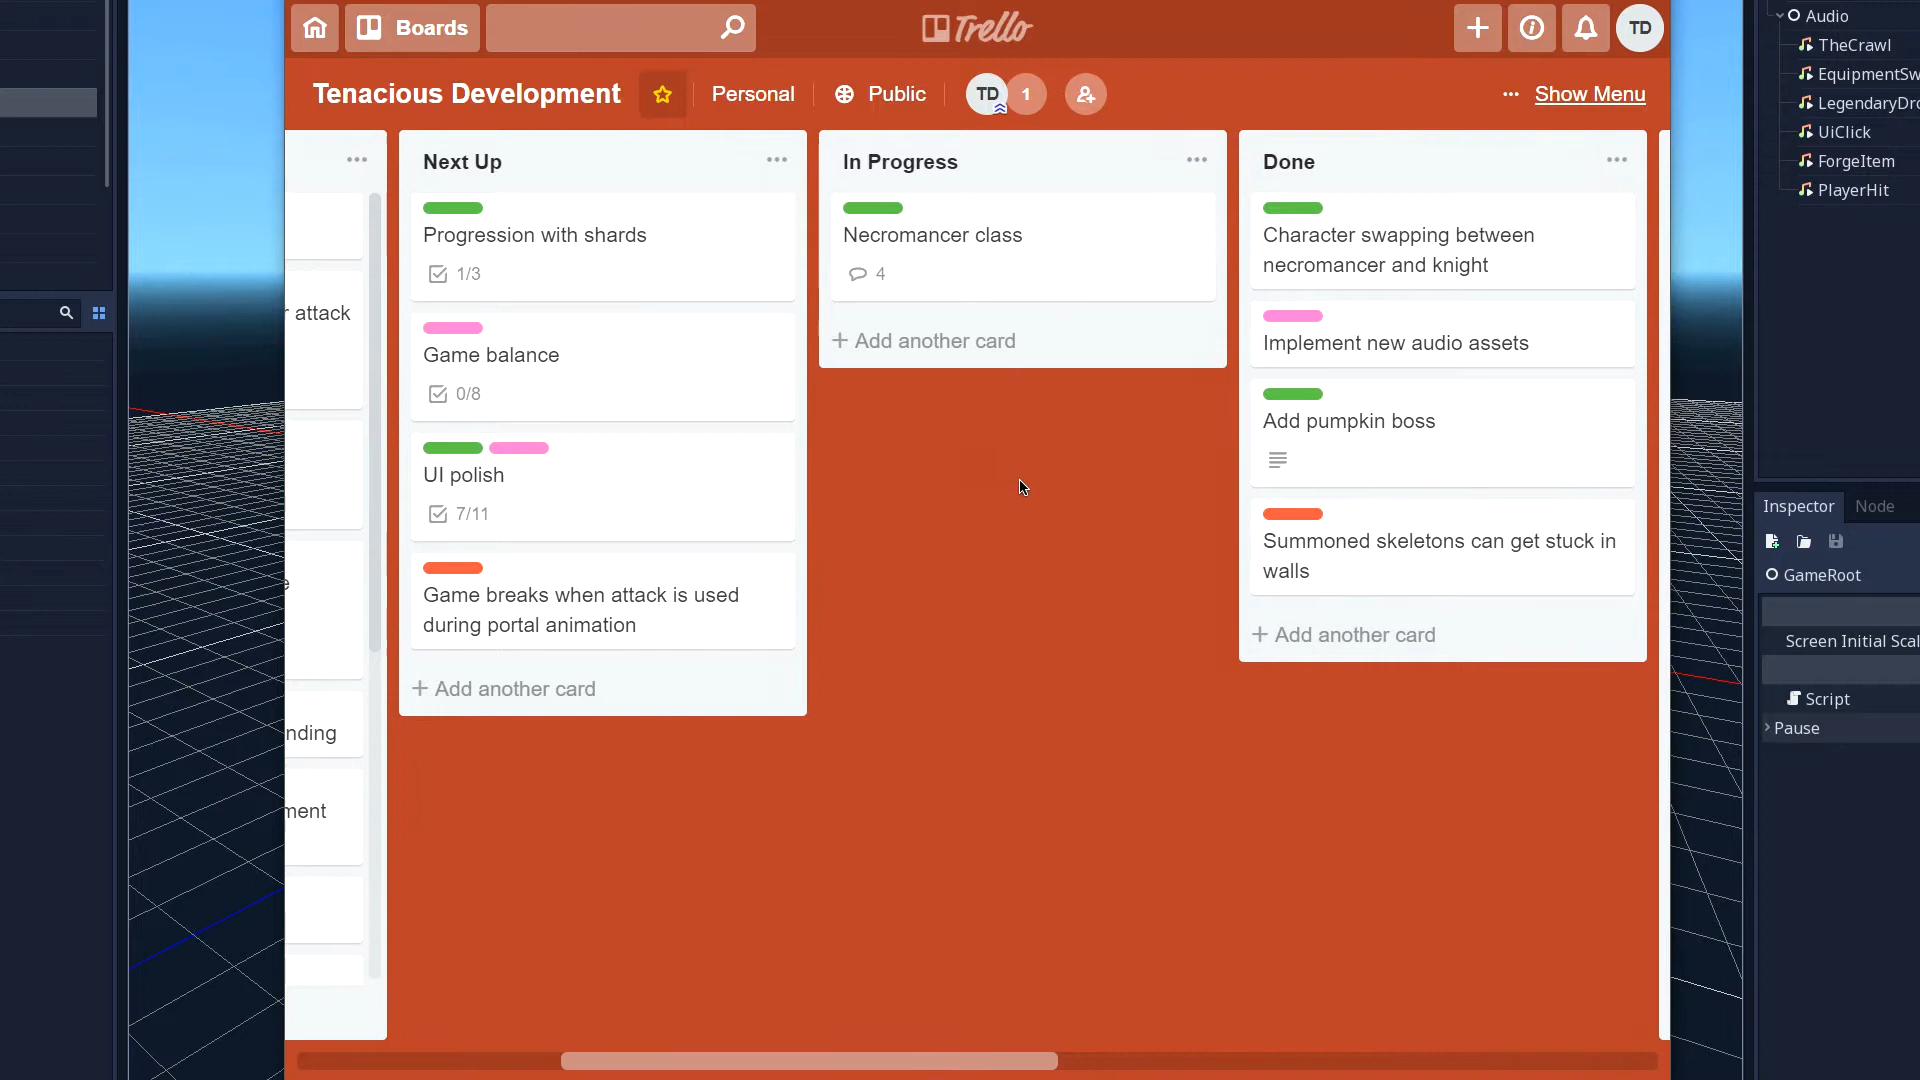 Boards
Trello
TD
Tenacious Development
Personal
Public
TD
1
Show Menu
attack
nding
ment
Next Up
Progression with shards
1/3
Game balance
0/8
UI polish
7/11
Game breaks when attack is used
during portal animation
+ Add another card
In Progress
Necromancer class
4
+ Add another card
Done
Character swapping between
necromancer and knight
Implement new audio assets
Add pumpkin boss
Summoned skeletons can get stuck in
walls
+ Add another card
Audio
TheCrawl
EquipmentSw
LegendaryDro
UiClick
ForgeItem
PlayerHit
Inspector Node
GameRoot
Screen Initial Scal
Script
Pause